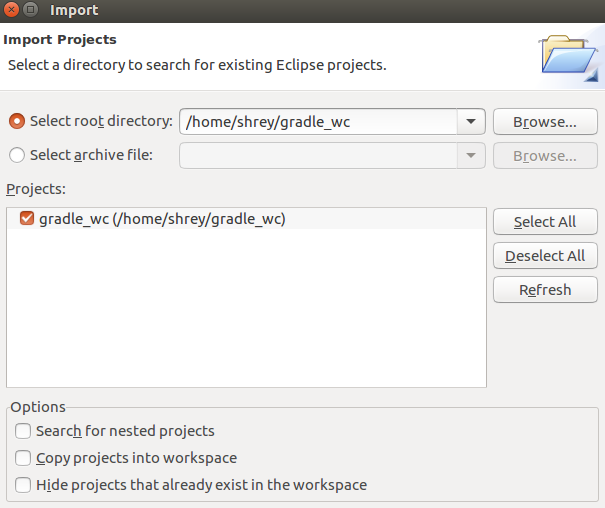 Import
Import Projects
Select a directory to search for existing Eclipse projects.
Select root directory: /home/shrey/gradle_wc Browse...
Select archive file: Browse...
Projects:
gradle_wc (/home/shrey/gradle_wc)
Select All
Deselect All
Refresh
Options
Search for nested projects
Copy projects into workspace
Hide projects that already exist in the workspace